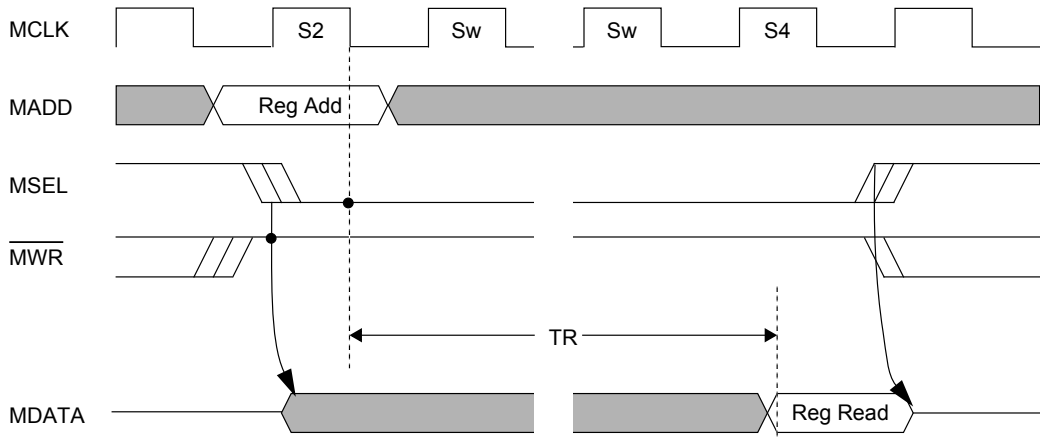 MCLK S2 Sw Sw S4
MADD Reg Add
MSEL
MWR
TR
MDATA Reg Read